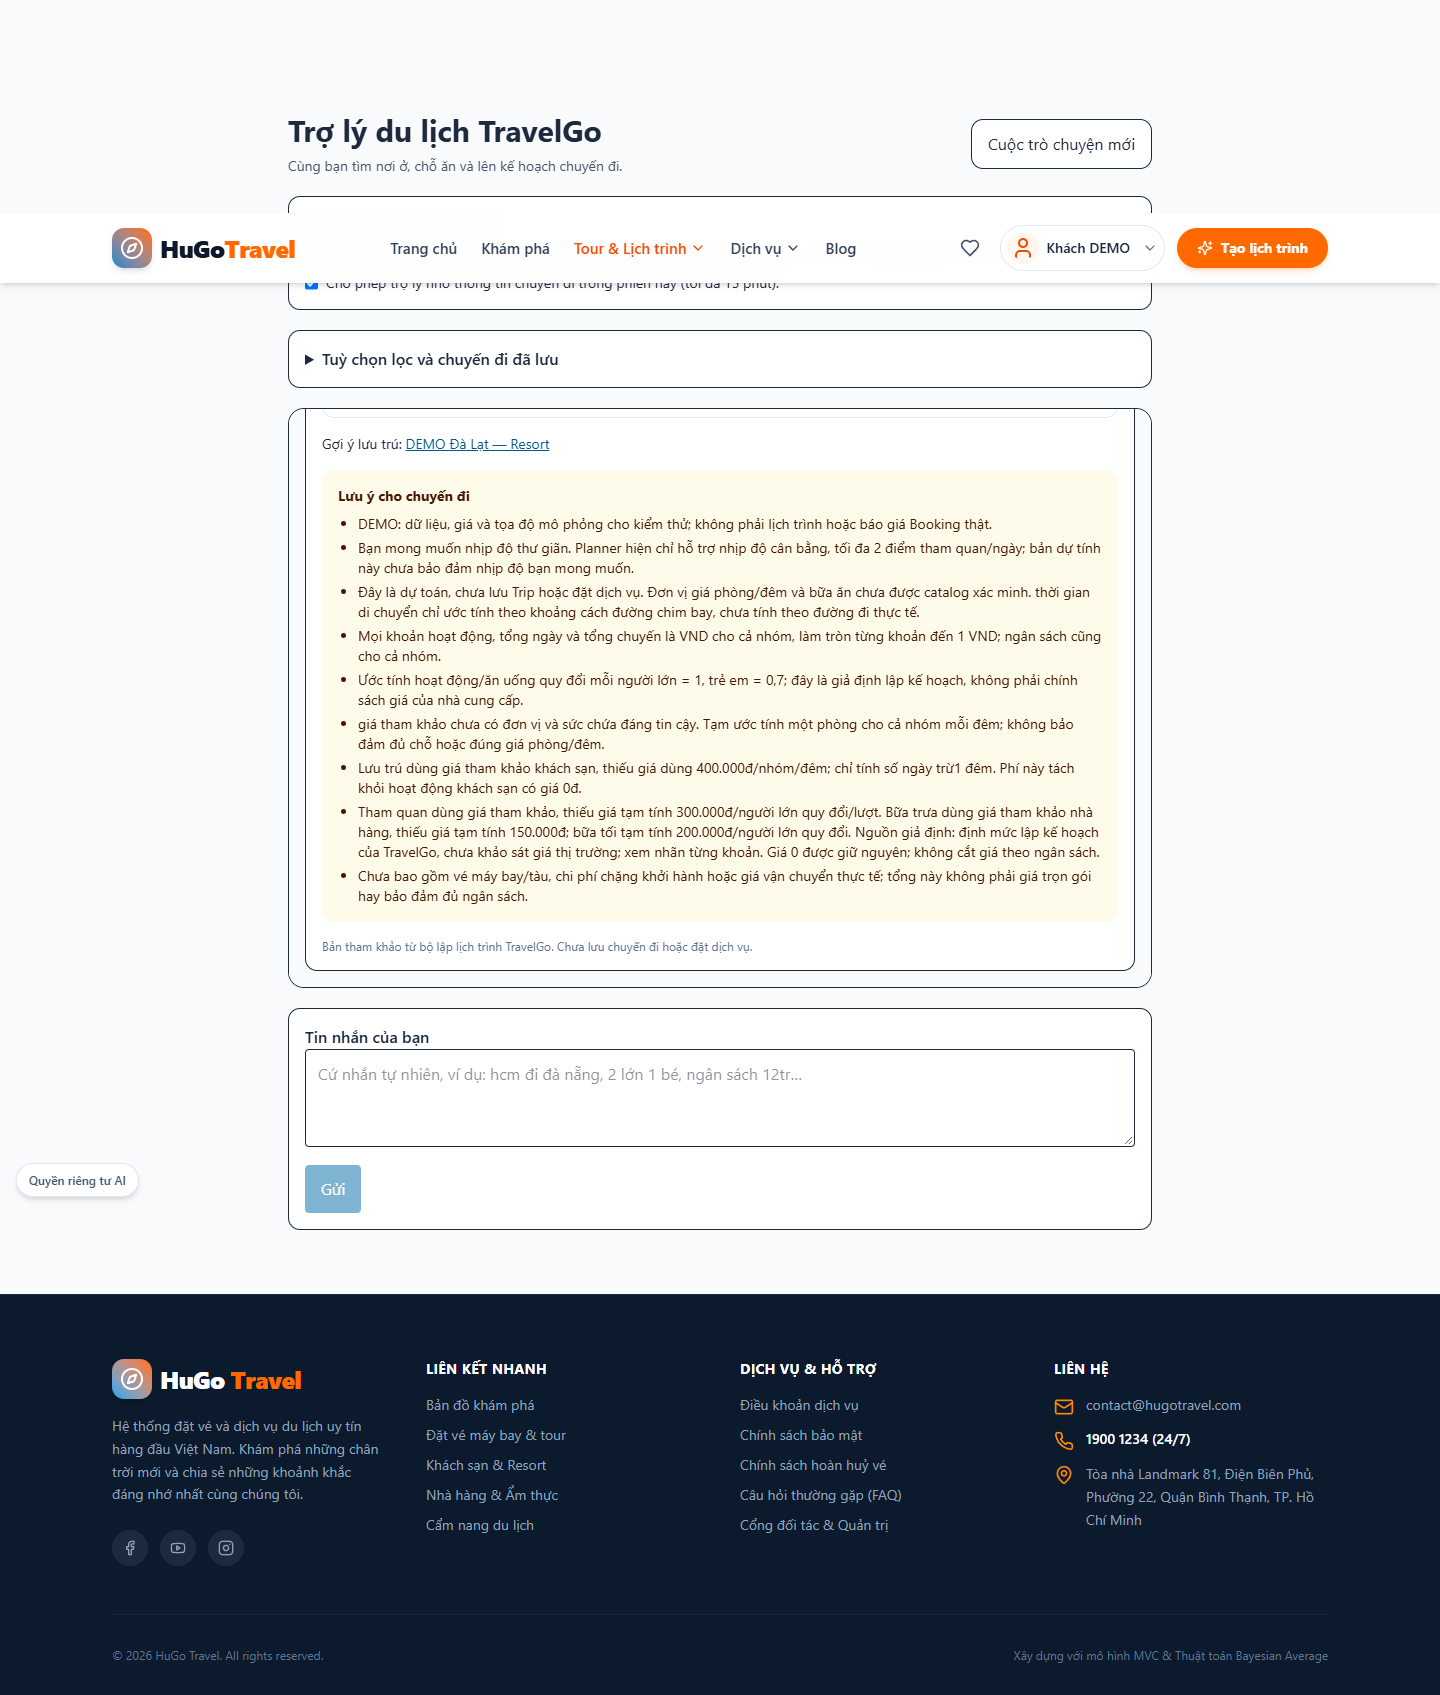 Trợ lý du lịch TravelGo
Cùng bạn tìm nơi ở, chỗ ăn và lên kế hoạch chuyến đi.
Cuộc trò chuyện mới
HuGoTravel
Trang chủ
Khám phá
Tour & Lịch trình
Dịch vụ
Blog
Khách DEMO
Tạo lịch trình
Cho phép trợ lý nhớ thông tin chuyến đi trong phiên này (tối đa 15 phút).
Tuỳ chọn lọc và chuyến đi đã lưu
Gợi ý lưu trú: DEMO Đà Lạt — Resort
Lưu ý cho chuyến đi
DEMO: dữ liệu, giá và tọa độ mô phỏng cho kiểm thử; không phải lịch trình hoặc báo giá Booking thật.
Bạn mong muốn nhịp độ thư giãn. Planner hiện chỉ hỗ trợ nhịp độ cân bằng, tối đa 2 điểm tham quan/ngày; bản dự tính
này chưa bảo đảm nhịp độ bạn mong muốn.
Đây là dự toán, chưa lưu Trip hoặc đặt dịch vụ. Đơn vị giá phòng/đêm và bữa ăn chưa được catalog xác minh. thời gian
di chuyển chỉ ước tính theo khoảng cách đường chim bay, chưa tính theo đường đi thực tế.
Mọi khoản hoạt động, tổng ngày và tổng chuyến là VND cho cả nhóm, làm tròn từng khoản đến 1 VND; ngân sách cũng
cho cả nhóm.
Ước tính hoạt động/ăn uống quy đổi mỗi người lớn = 1, trẻ em = 0,7; đây là giả định lập kế hoạch, không phải chính
sách giá của nhà cung cấp.
giá tham khảo chưa có đơn vị và sức chứa đáng tin cậy. Tạm ước tính một phòng cho cả nhóm mỗi đêm; không bảo
đảm đủ chỗ hoặc đúng giá phòng/đêm.
Lưu trú dùng giá tham khảo khách sạn, thiếu giá dùng 400.000đ/nhóm/đêm; chỉ tính số ngày trừ1 đêm. Phí này tách
khỏi hoạt động khách sạn có giá 0đ.
Tham quan dùng giá tham khảo, thiếu giá tạm tính 300.000đ/người lớn quy đổi/lượt. Bữa trưa dùng giá tham khảo nhà
hàng, thiếu giá tạm tính 150.000đ; bữa tối tạm tính 200.000đ/người lớn quy đổi. Nguồn giả định: định mức lập kế hoạch
của TravelGo, chưa khảo sát giá thị trường; xem nhãn từng khoản. Giá 0 được giữ nguyên; không cắt giá theo ngân sách.
Chưa bao gồm vé máy bay/tàu, chi phí chặng khởi hành hoặc giá vận chuyển thực tế; tổng này không phải giá trọn gói
hay bảo đảm đủ ngân sách.
Bản tham khảo từ bộ lập lịch trình TravelGo. Chưa lưu chuyến đi hoặc đặt dịch vụ.
Tin nhắn của bạn
Cứ nhắn tự nhiên, ví dụ: hcm đi đà nẵng, 2 lớn 1 bé, ngân sách 12tr...
Gửi
Quyền riêng tư AI
HuGo Travel
Hệ thống đặt vé và dịch vụ du lịch uy tín
hàng đầu Việt Nam. Khám phá những chân
trời mới và chia sẻ những khoảnh khắc
đáng nhớ nhất cùng chúng tôi.
LIÊN KẾT NHANH
Bản đồ khám phá
Đặt vé máy bay & tour
Khách sạn & Resort
Nhà hàng & Ẩm thực
Cẩm nang du lịch
DỊCH VỤ & HỖ TRỢ
Điều khoản dịch vụ
Chính sách bảo mật
Chính sách hoàn huỷ vé
Câu hỏi thường gặp (FAQ)
Cổng đối tác & Quản trị
LIÊN HỆ
contact@hugotravel.com
1900 1234 (24/7)
Tòa nhà Landmark 81, Điện Biên Phủ,
Phường 22, Quận Bình Thạnh, TP. Hồ
Chí Minh
© 2026 HuGo Travel. All rights reserved.
Xây dựng với mô hình MVC & Thuật toán Bayesian Average